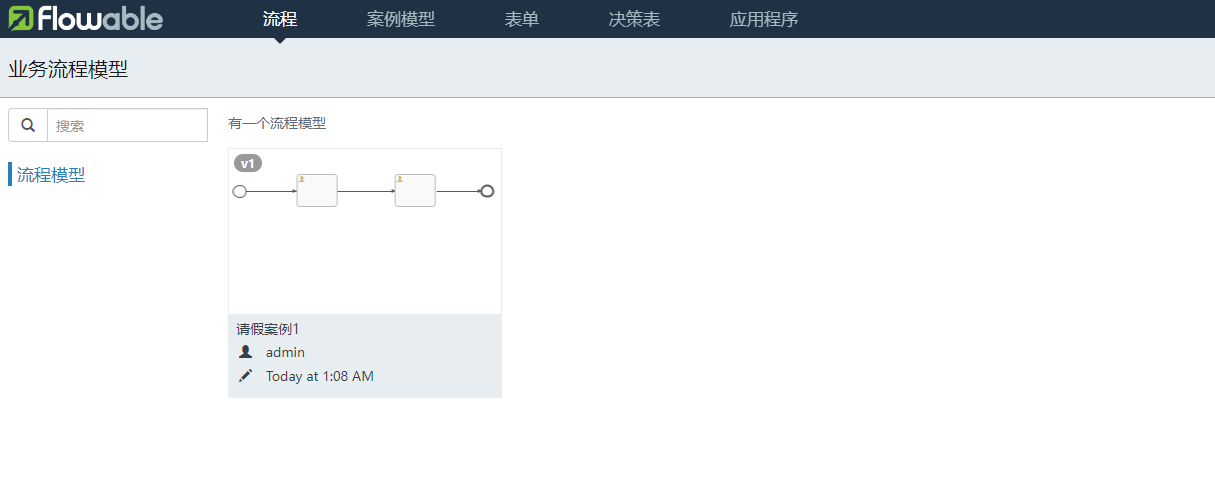 flowable 流程 案例模型 表单 决策表 应用程序
业务流程模型
搜索 有一个流程模型
流程模型
v1
请假案例1
admin
Today at 1:08 AM